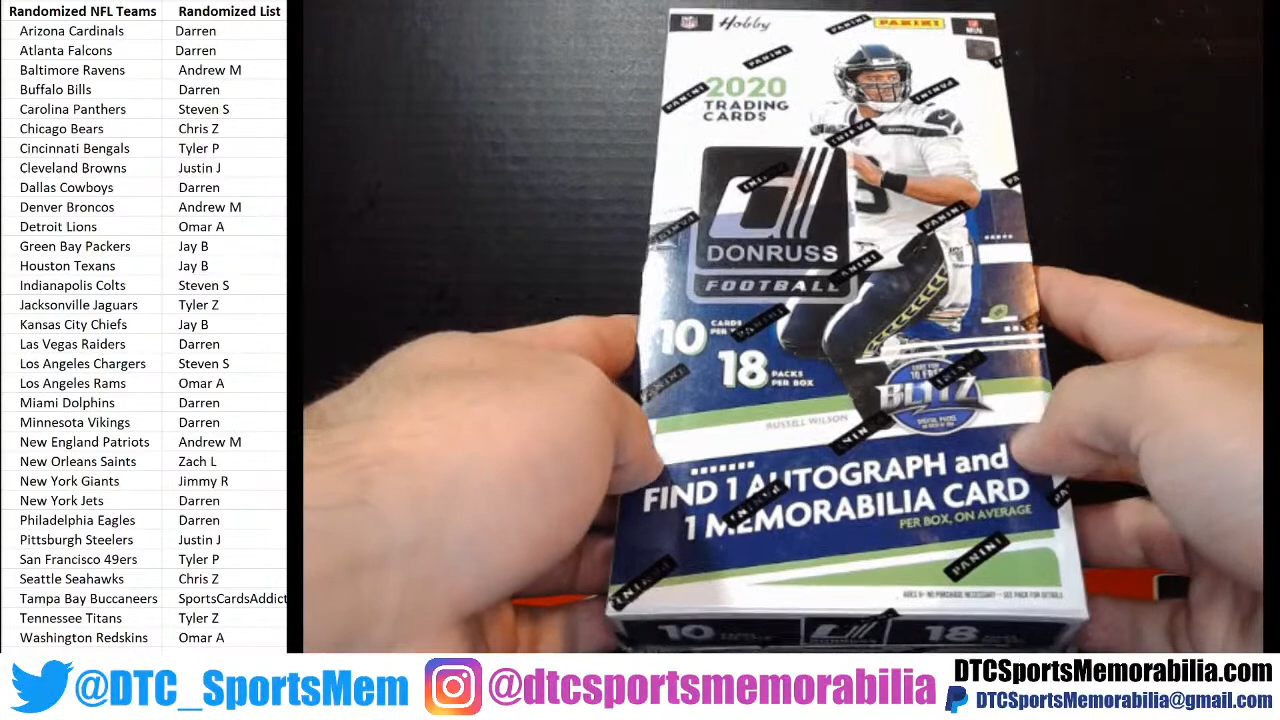 Randomized NFL Teams Randomized List
Arizona Cardinals Darren
Atlanta Falcons Darren
Baltimore Ravens Andrew M
Buffalo Bills Darren
Carolina Panthers Steven S
Chicago Bears Chris Z
Cincinnati Bengals Tyler P
Cleveland Browns Justin J
Dallas Cowboys Darren
Denver Broncos Andrew M
Detroit Lions Omar A
Green Bay Packers Jay B
Houston Texans Jay B
Indianapolis Colts Steven S
Jacksonville Jaguars Tyler Z
Kansas City Chiefs Jay B
Las Vegas Raiders Darren
Los Angeles Chargers Steven S
Los Angeles Rams Omar A
Miami Dolphins Darren
Minnesota Vikings Darren
New England Patriots Andrew M
New Orleans Saints Zach L
New York Giants Jimmy R
New York Jets Darren
Philadelphia Eagles Darren
Pittsburgh Steelers Justin J
San Francisco 49ers Tyler P
Seattle Seahawks Chris Z
Tampa Bay Buccaneers SportsCardsAddict
Tennessee Titans Tyler Z
Washington Redskins Omar A
NFL Hobby PANINI PANINI
2020
TRADING
CARDS
DONRUSS
FOOTBALL
10 CARDS PER
18 PACKS PER BOX
BLITZ
RUSSELL WILSON
FIND 1 AUTOGRAPH and
1 MEMORABILIA CARD
PER BOX, ON AVERAGE
PANINI
10 18
@DTC_SportsMem @dtcsportsmemorabilia
DTCSportsMemorabilia.com
DTCSportsMemorabilia@gmail.com